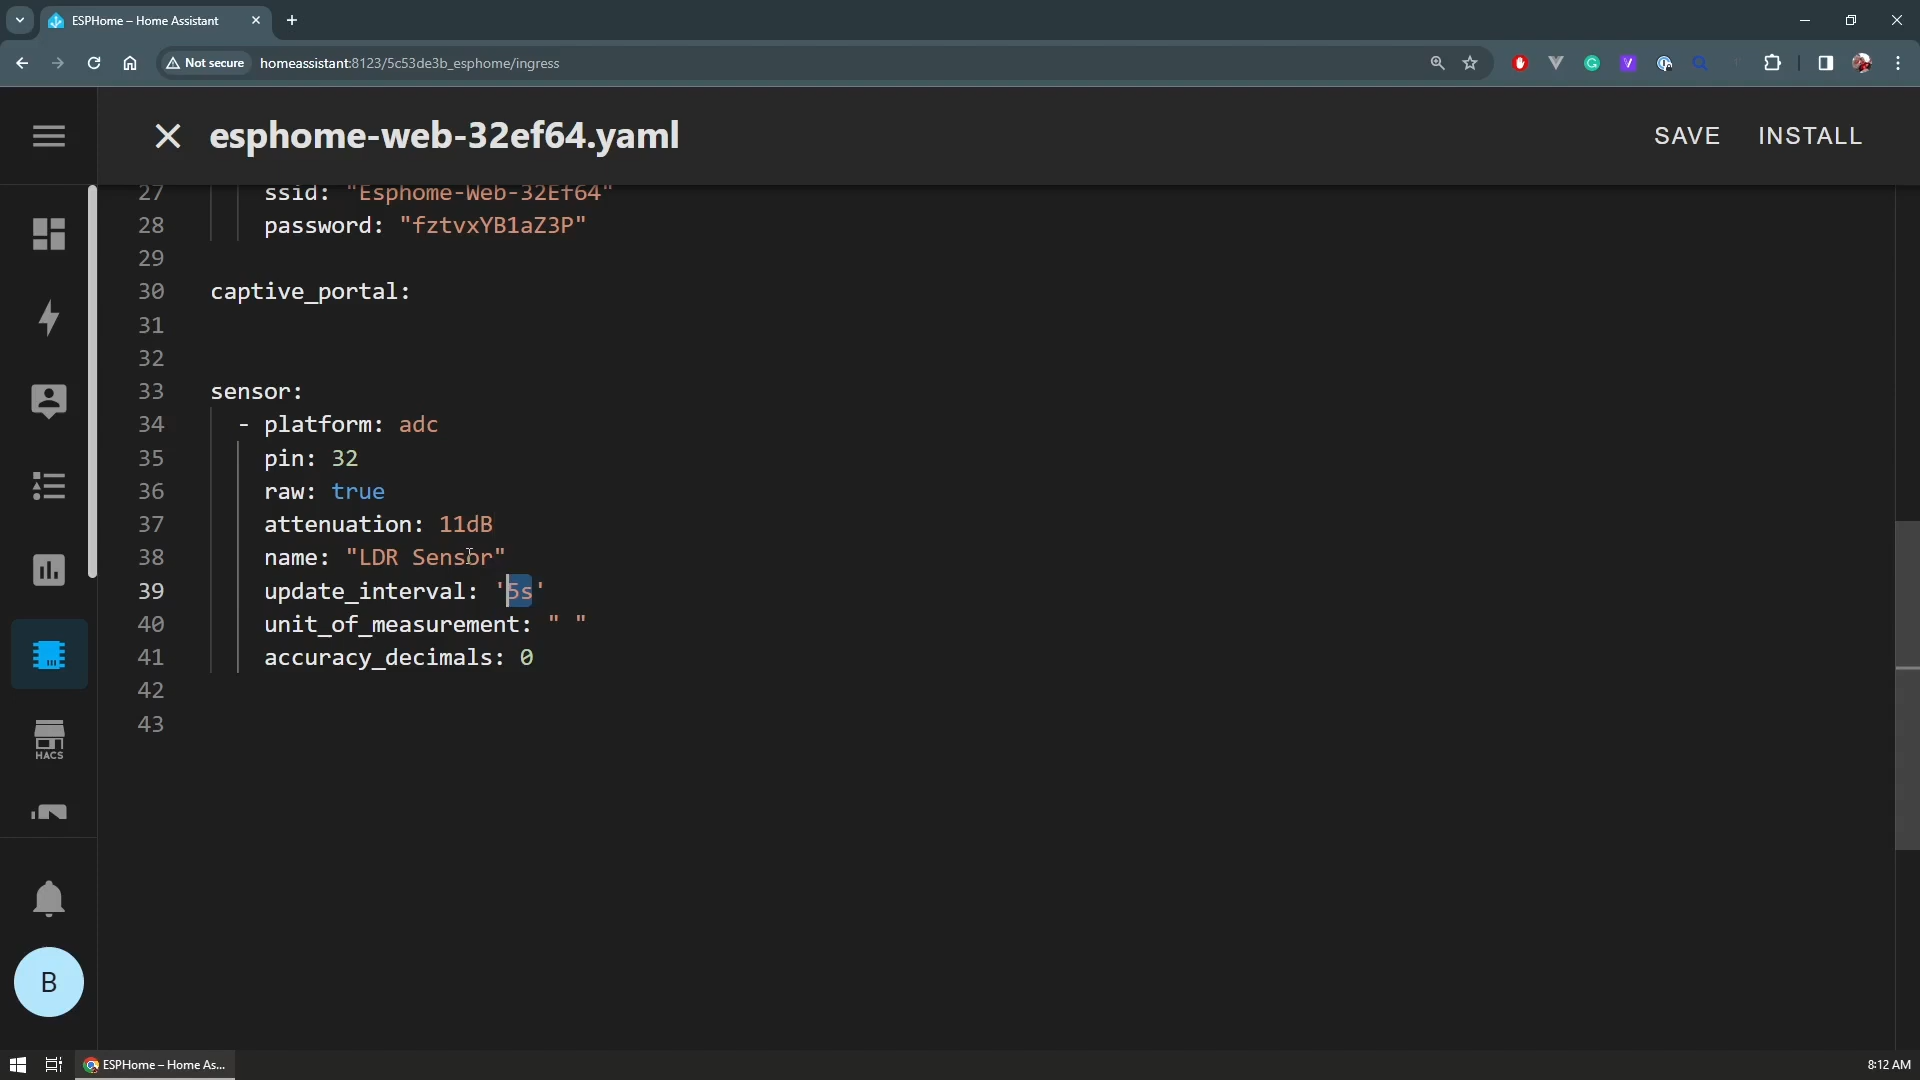 ESPHome – Home Assistant
Not secure
homeassistant:8123/5c53de3b_esphome/ingress
esphome-web-32ef64.yaml
SAVE
INSTALL
27 ssid: "Esphome-Web-32Ef64"
28 password: "fztvxYB1aZ3P"
29
30 captive_portal:
31
32
33 sensor:
34 - platform: adc
35 pin: 32
36 raw: true
37 attenuation: 11dB
38 name: "LDR Sensor"
39 update_interval: '5s'
40 unit_of_measurement: " "
41 accuracy_decimals: 0
42
43
HACS
B
ESPHome – Home As...
8:12 AM